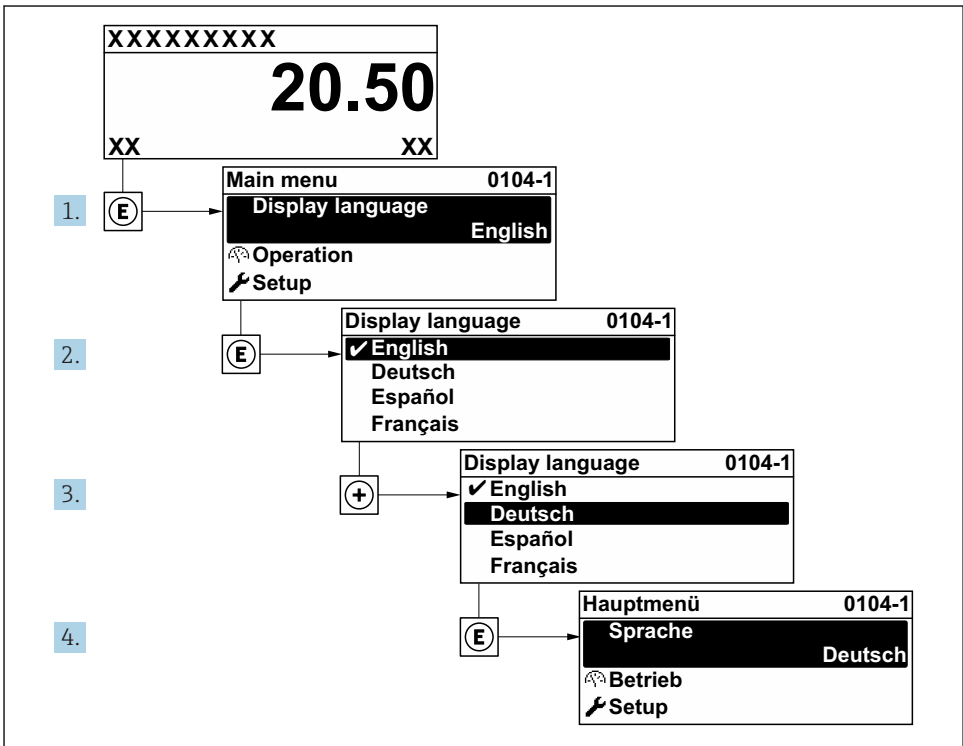 XXXXXXXXX
20.50
XX XX
1. E
Main menu 0104-1
Display language
English
Operation
Setup
2. E
Display language 0104-1
✔English
Deutsch
Español
Français
3. +
Display language 0104-1
✔English
Deutsch
Español
Français
4. E
Hauptmenü 0104-1
Sprache
Deutsch
Betrieb
Setup